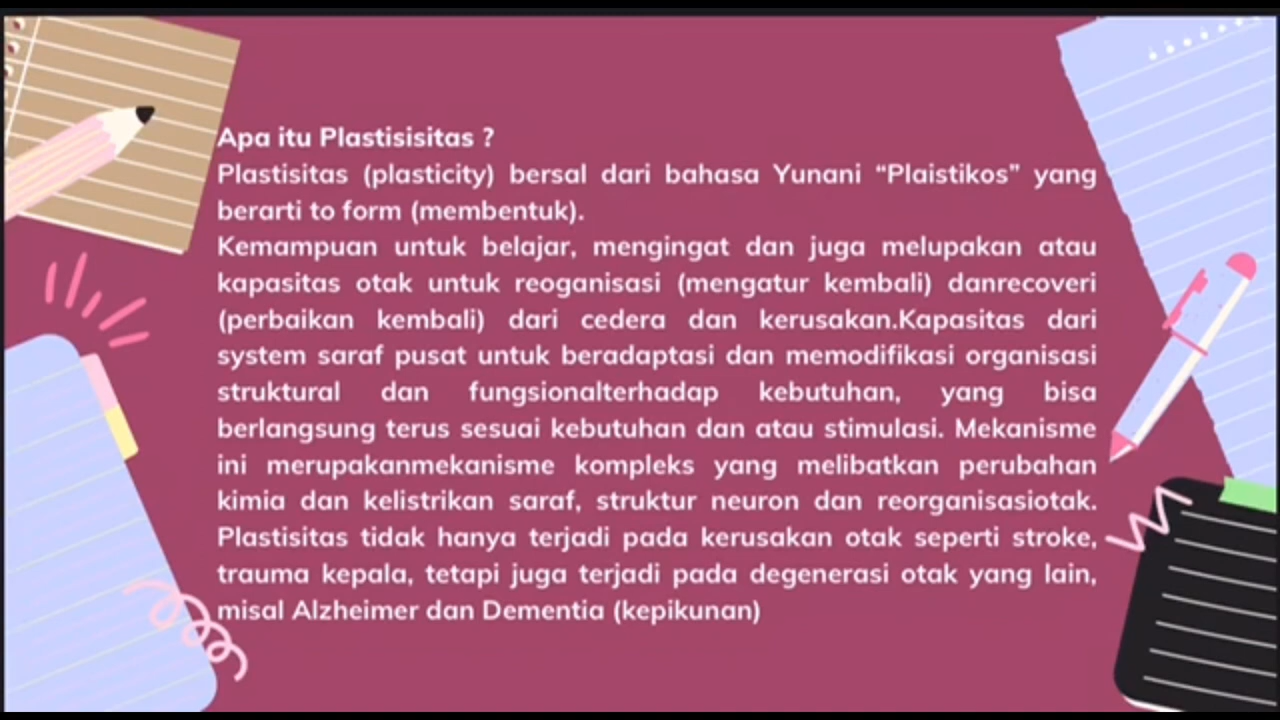 Apa itu Plastisisitas ?
Plastisitas (plasticity) bersal dari bahasa Yunani “Plaistikos” yang
berarti to form (membentuk).
Kemampuan untuk belajar, mengingat dan juga melupakan atau
kapasitas otak untuk reoganisasi (mengatur kembali) danrecoveri
(perbaikan kembali) dari cedera dan kerusakan.Kapasitas dari
system saraf pusat untuk beradaptasi dan memodifikasi organisasi
struktural dan fungsionalterhadap kebutuhan, yang bisa
berlangsung terus sesuai kebutuhan dan atau stimulasi. Mekanisme
ini merupakanmekanisme kompleks yang melibatkan perubahan
kimia dan kelistrikan saraf, struktur neuron dan reorganisasiotak.
Plastisitas tidak hanya terjadi pada kerusakan otak seperti stroke,
trauma kepala, tetapi juga terjadi pada degenerasi otak yang lain,
misal Alzheimer dan Dementia (kepikunan)